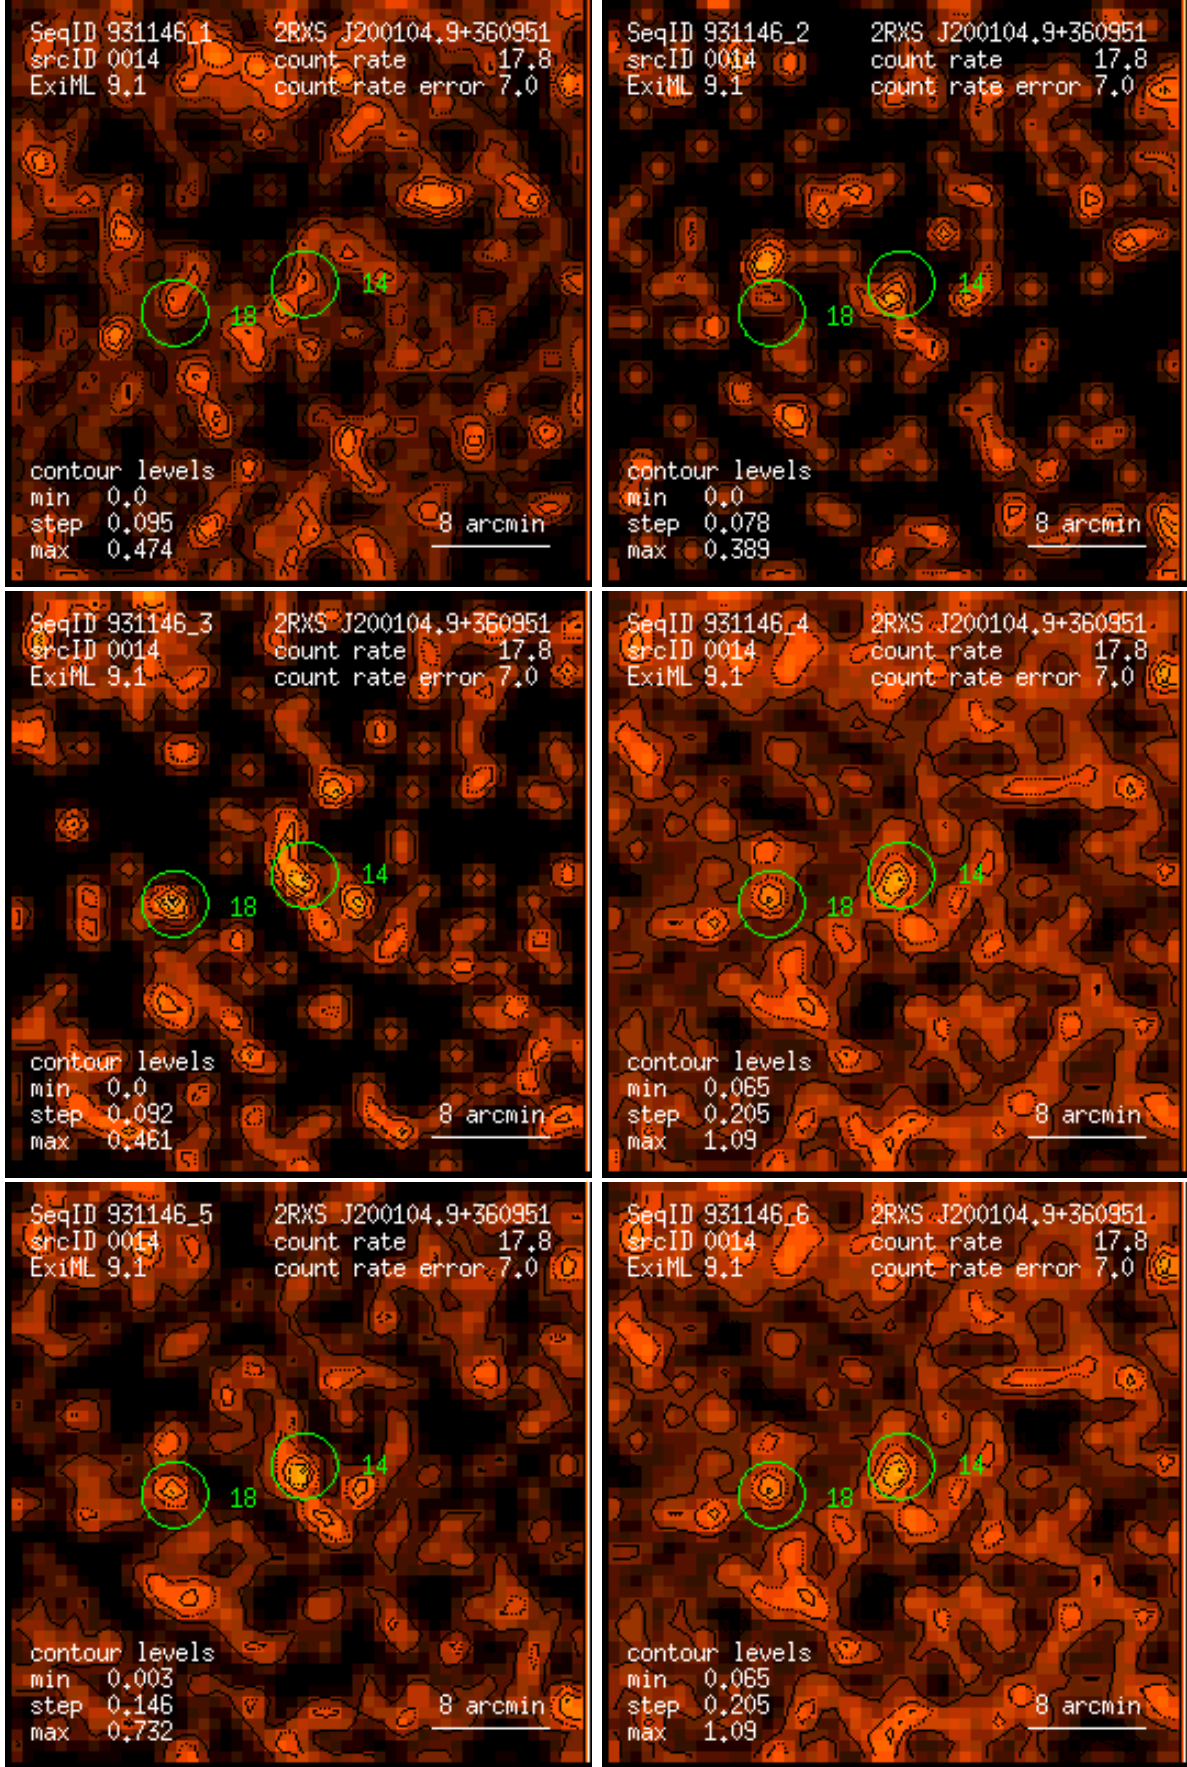 SeqID 931146_1 2RXS J200104.9+360951
srcID 0014 count rate 17.8
ExiML 9.1 count rate error 7.0
14
18
contour levels
min 0.0
step 0.095
max 0.474
8 arcmin
SeqID 931146_2 2RXS J200104.9+360951
srcID 0014 count rate 17.8
ExiML 9.1 count rate error 7.0
14
18
contour levels
min 0.0
step 0.078
max 0.389
8 arcmin
SeqID 931146_3 2RXS J200104.9+360951
srcID 0014 count rate 17.8
ExiML 9.1 count rate error 7.0
14
18
contour levels
min 0.0
step 0.092
max 0.461
8 arcmin
SeqID 931146_4 2RXS J200104.9+360951
srcID 0014 count rate 17.8
ExiML 9.1 count rate error 7.0
14
18
contour levels
min 0.065
step 0.205
max 1.09
8 arcmin
SeqID 931146_5 2RXS J200104.9+360951
srcID 0014 count rate 17.8
ExiML 9.1 count rate error 7.0
14
18
contour levels
min 0.003
step 0.146
max 0.732
8 arcmin
SeqID 931146_6 2RXS J200104.9+360951
srcID 0014 count rate 17.8
ExiML 9.1 count rate error 7.0
14
18
contour levels
min 0.065
step 0.205
max 1.09
8 arcmin